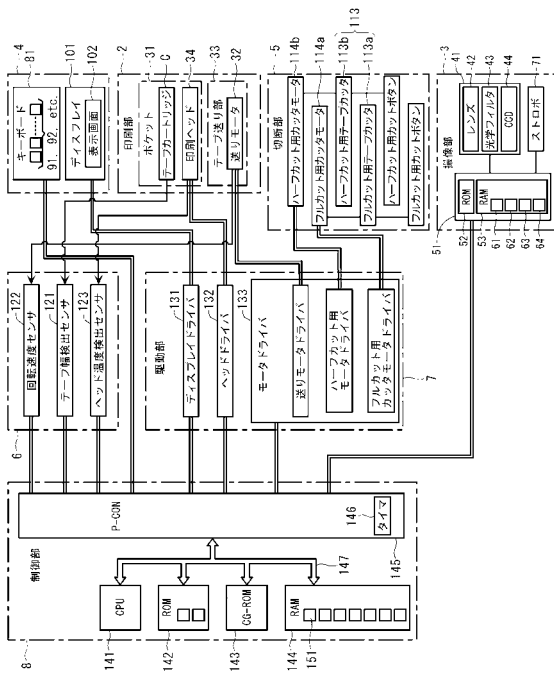 4
81
キーボード
91. 92. etc.
101
102
ディスプレイ
表示画面
2
印刷部
31
ポケット
C
テープカートリッジ
34
印刷ヘッド
33
テープ送り部
32
送りモータ
5
切断部
114b
ハーフカット用カッタモータ
114a
フルカット用カッタモータ
113
113b
ハーフカット用テープカッタ
113a
フルカット用テープカッタ
ハーフカット用カットボタン
フルカット用カットボタン
3
撮像部
41
42
レンズ
43
光学フィルタ
44
CCD
71
ストロボ
51
ROM
52
RAM
53
61
62
63
64
6
122
回転速度センサ
121
テープ幅検出センサ
123
ヘッド温度検出センサ
7
駆動部
131
ディスプレイドライバ
132
ヘッドドライバ
133
モータドライバ
送りモータドライバ
ハーフカット用
モータドライバ
フルカット用
カッタモータドライバ
8
制御部
P-CON
タイマ
146
145
147
CPU
141
ROM
142
CG-ROM
143
RAM
144
151